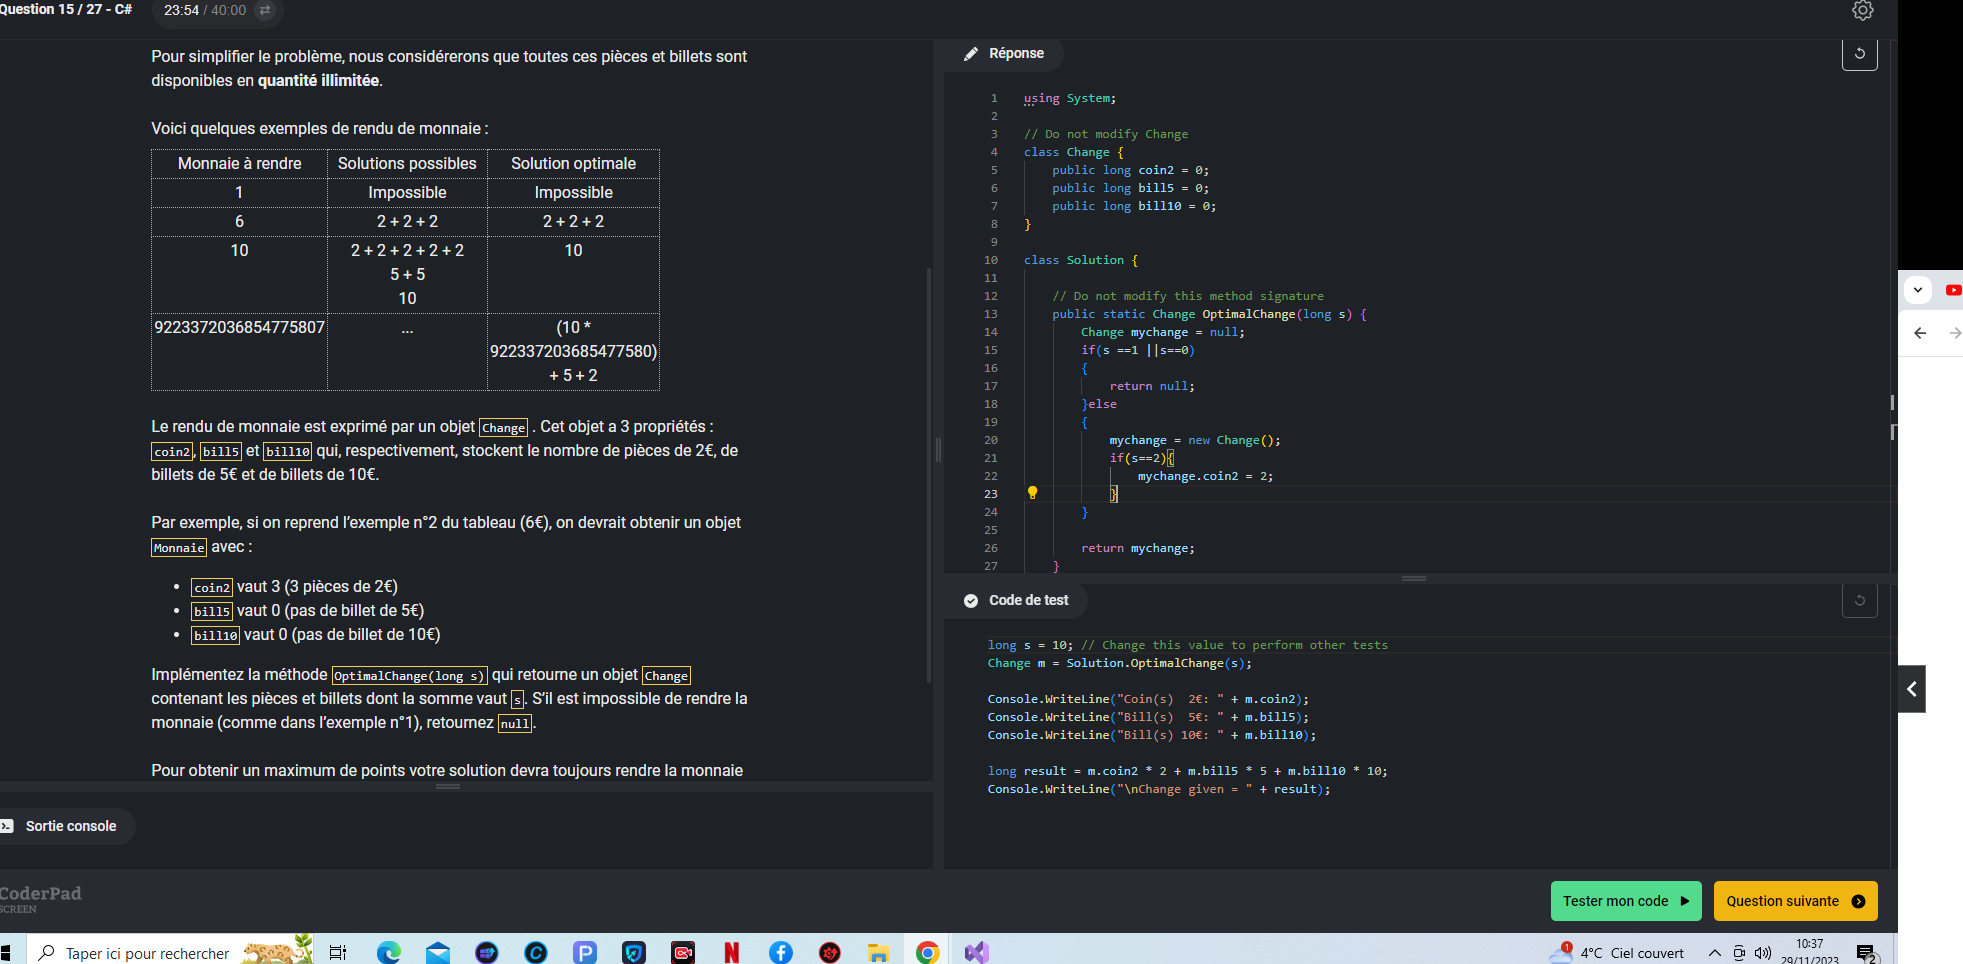 Question 15 / 27 - C#
23:54 / 40:00
Pour simplifier le problème, nous considérerons que toutes ces pièces et billets sont
disponibles en quantité illimitée.
Voici quelques exemples de rendu de monnaie :
Monnaie à rendre Solutions possibles Solution optimale
1 Impossible Impossible
6 2 + 2 + 2 2 + 2 + 2
10 2 + 2 + 2 + 2 + 2 10
5 + 5
10
9223372036854775807 ... (10 *
922337203685477580)
+ 5 + 2
Le rendu de monnaie est exprimé par un objet Change . Cet objet a 3 propriétés :
coin2, bill5 et bill10 qui, respectivement, stockent le nombre de pièces de 2€, de
billets de 5€ et de billets de 10€.
Par exemple, si on reprend l'exemple n°2 du tableau (6€), on devrait obtenir un objet
Monnaie avec :
• coin2 vaut 3 (3 pièces de 2€)
• bill5 vaut 0 (pas de billet de 5€)
• bill10 vaut 0 (pas de billet de 10€)
Implémentez la méthode OptimalChange(long s) qui retourne un objet Change
contenant les pièces et billets dont la somme vaut s. S'il est impossible de rendre la
monnaie (comme dans l'exemple n°1), retournez null.
Pour obtenir un maximum de points votre solution devra toujours rendre la monnaie
Sortie console
CoderPad
SCREEN
Réponse
1 using System;
2
3 // Do not modify Change
4 class Change {
5 public long coin2 = 0;
6 public long bill5 = 0;
7 public long bill10 = 0;
8 }
9
10 class Solution {
11
12 // Do not modify this method signature
13 public static Change OptimalChange(long s) {
14 Change mychange = null;
15 if(s ==1 ||s==0)
16 {
17 return null;
18 }else
19 {
20 mychange = new Change();
21 if(s==2){
22 mychange.coin2 = 2;
23 }
24 }
25
26 return mychange;
27 }
Code de test
long s = 10; // Change this value to perform other tests
Change m = Solution.OptimalChange(s);
Console.WriteLine("Coin(s)  2€: " + m.coin2);
Console.WriteLine("Bill(s)  5€: " + m.bill5);
Console.WriteLine("Bill(s) 10€: " + m.bill10);
long result = m.coin2 * 2 + m.bill5 * 5 + m.bill10 * 10;
Console.WriteLine("\nChange given = " + result);
Tester mon code
Question suivante
Taper ici pour rechercher
1
4°C Ciel couvert
10:37
29/11/2023
2